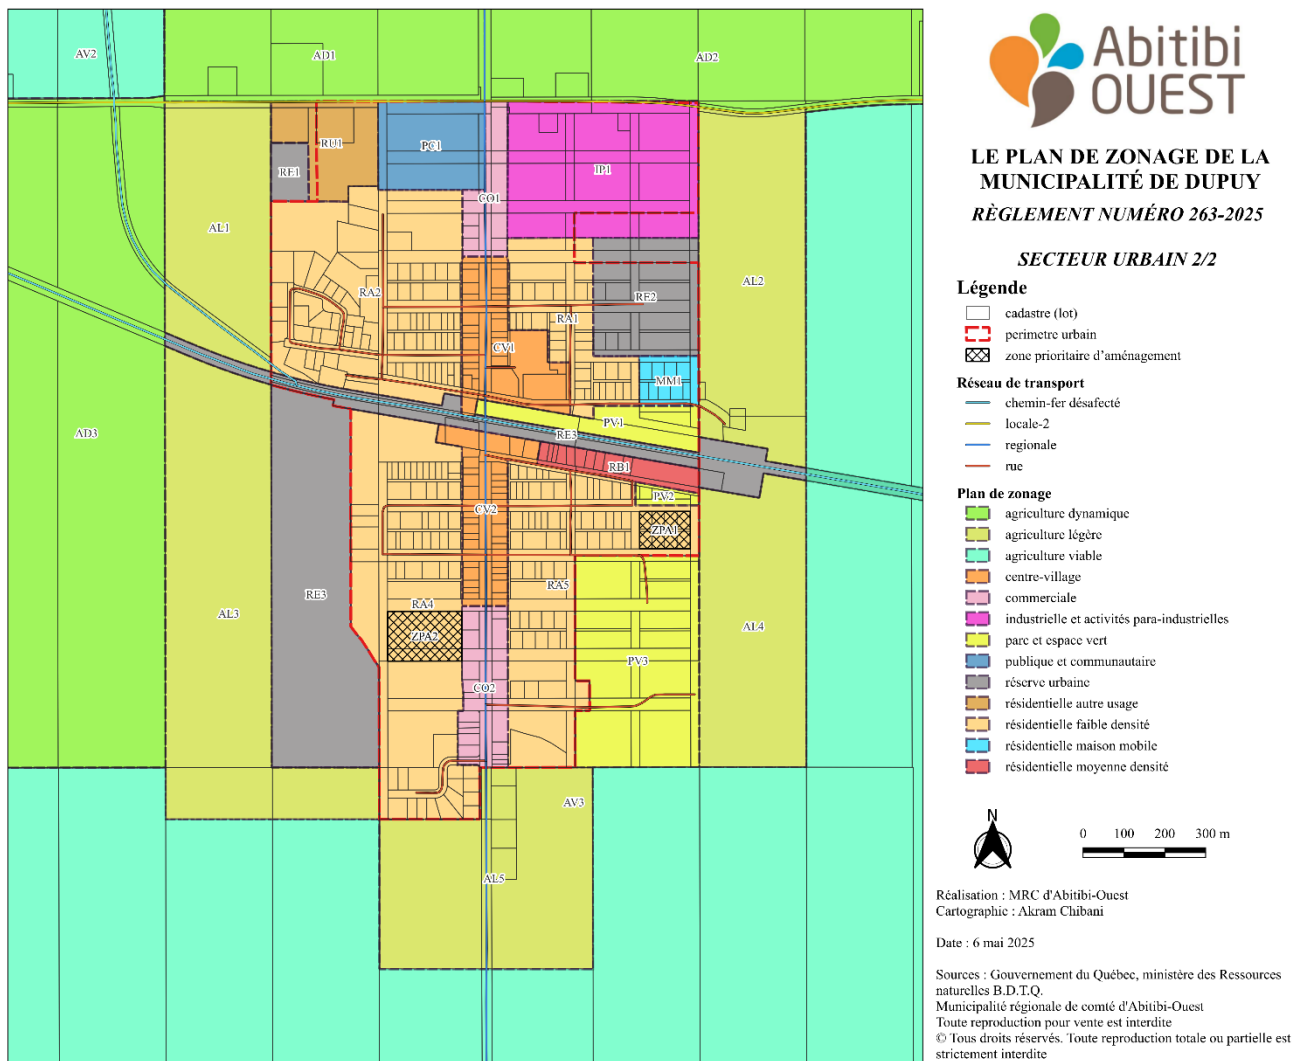 AV2
AD1
AD2
RU1
PC1
RE1
IP1
CO1
AL1
AL2
RA2
RE2
RA1
CV1
MM1
PV1
AD3
RE3
RB1
PV2
CV2
ZPA1
RA5
RE3
RA4
AL3
AL4
ZPA2
PV3
CO2
AV3
AL5
Abitibi
OUEST
LE PLAN DE ZONAGE DE LA
MUNICIPALITÉ DE DUPUY
RÈGLEMENT NUMÉRO 263-2025
SECTEUR URBAIN 2/2
Légende
cadastre (lot)
perimetre urbain
zone prioritaire d'aménagement
Réseau de transport
chemin-fer désafecté
locale-2
regionale
rue
Plan de zonage
agriculture dynamique
agriculture légère
agriculture viable
centre-village
commerciale
industrielle et activités para-industrielles
parc et espace vert
publique et communautaire
réserve urbaine
résidentielle autre usage
résidentielle faible densité
résidentielle maison mobile
résidentielle moyenne densité
N
0 100 200 300 m
Réalisation : MRC d'Abitibi-Ouest
Cartographie : Akram Chibani
Date : 6 mai 2025
Sources : Gouvernement du Québec, ministère des Ressources
naturelles B.D.T.Q.
Municipalité régionale de comté d'Abitibi-Ouest
Toute reproduction pour vente est interdite
© Tous droits réservés. Toute reproduction totale ou partielle est
strictement interdite